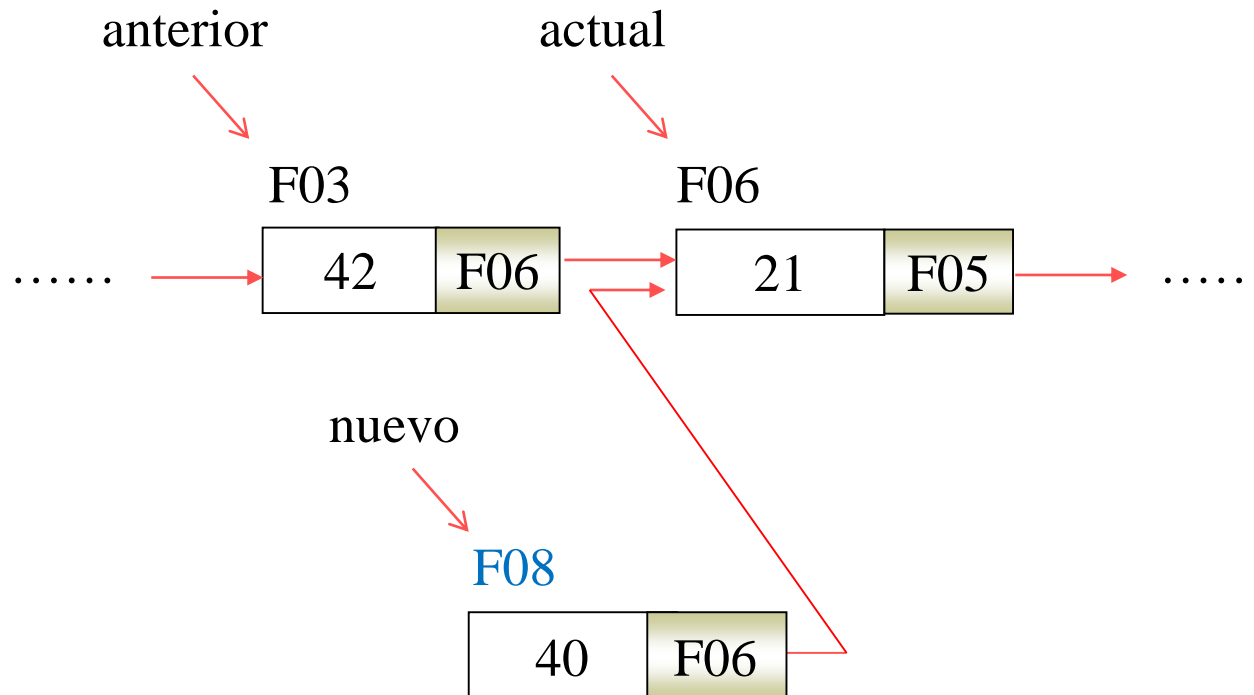 anterior actual
F03 F06
...... 42 F06 21 F05 .....
nuevo
F08
40 F06